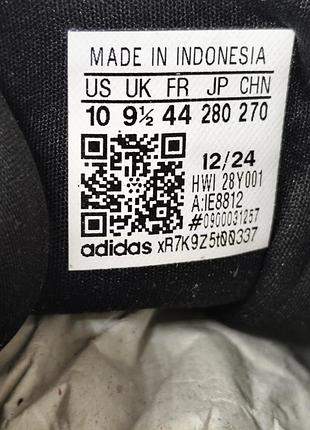 MADE IN INDONESIA
US UK FR JP CHN
10 9½ 44 280 270
12/24
HWI 28Y001
A:IE8812
#0900031257
adidas xR7K9Z5t00337